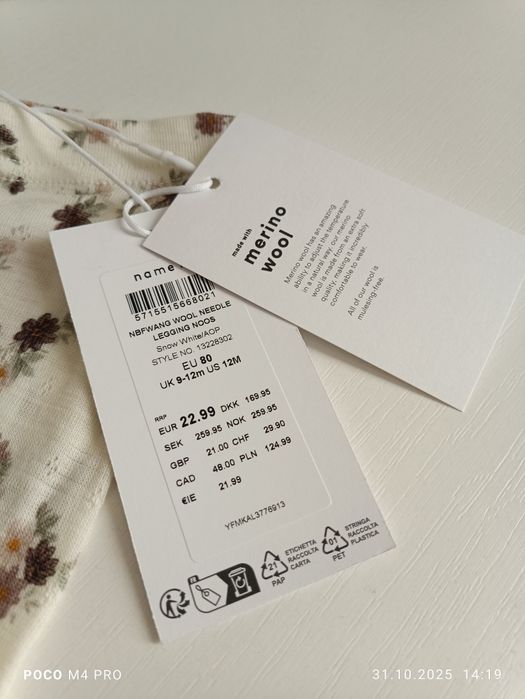 made with
merino
wool
Merino wool has an amazing
ability to adjust the temperature
in a natural way; our merino
wool is made from an extra soft
quality, making it incredibly
comfortable to wear.
All of our wool is
mulesing-free.
name
5715515668021
NBFWANG WOOL NEEDLE
LEGGING NOOS
Snow White/AOP
STYLE NO. 13228302
EU 80
UK 9-12m US 12M
RRP
EUR 22.99 DKK 169.95
SEK 259.95 NOK 259.95
GBP 21.00 CHF 29.90
CAD 48.00 PLN 124.99
€IE 21.99
YFMKAL3778913
FR
21
PAP
ETICHETTA
RACCOLTA
CARTA
01
PET
STRINGA
RACCOLTA
PLASTICA
POCO M4 PRO
31.10.2025 14:19